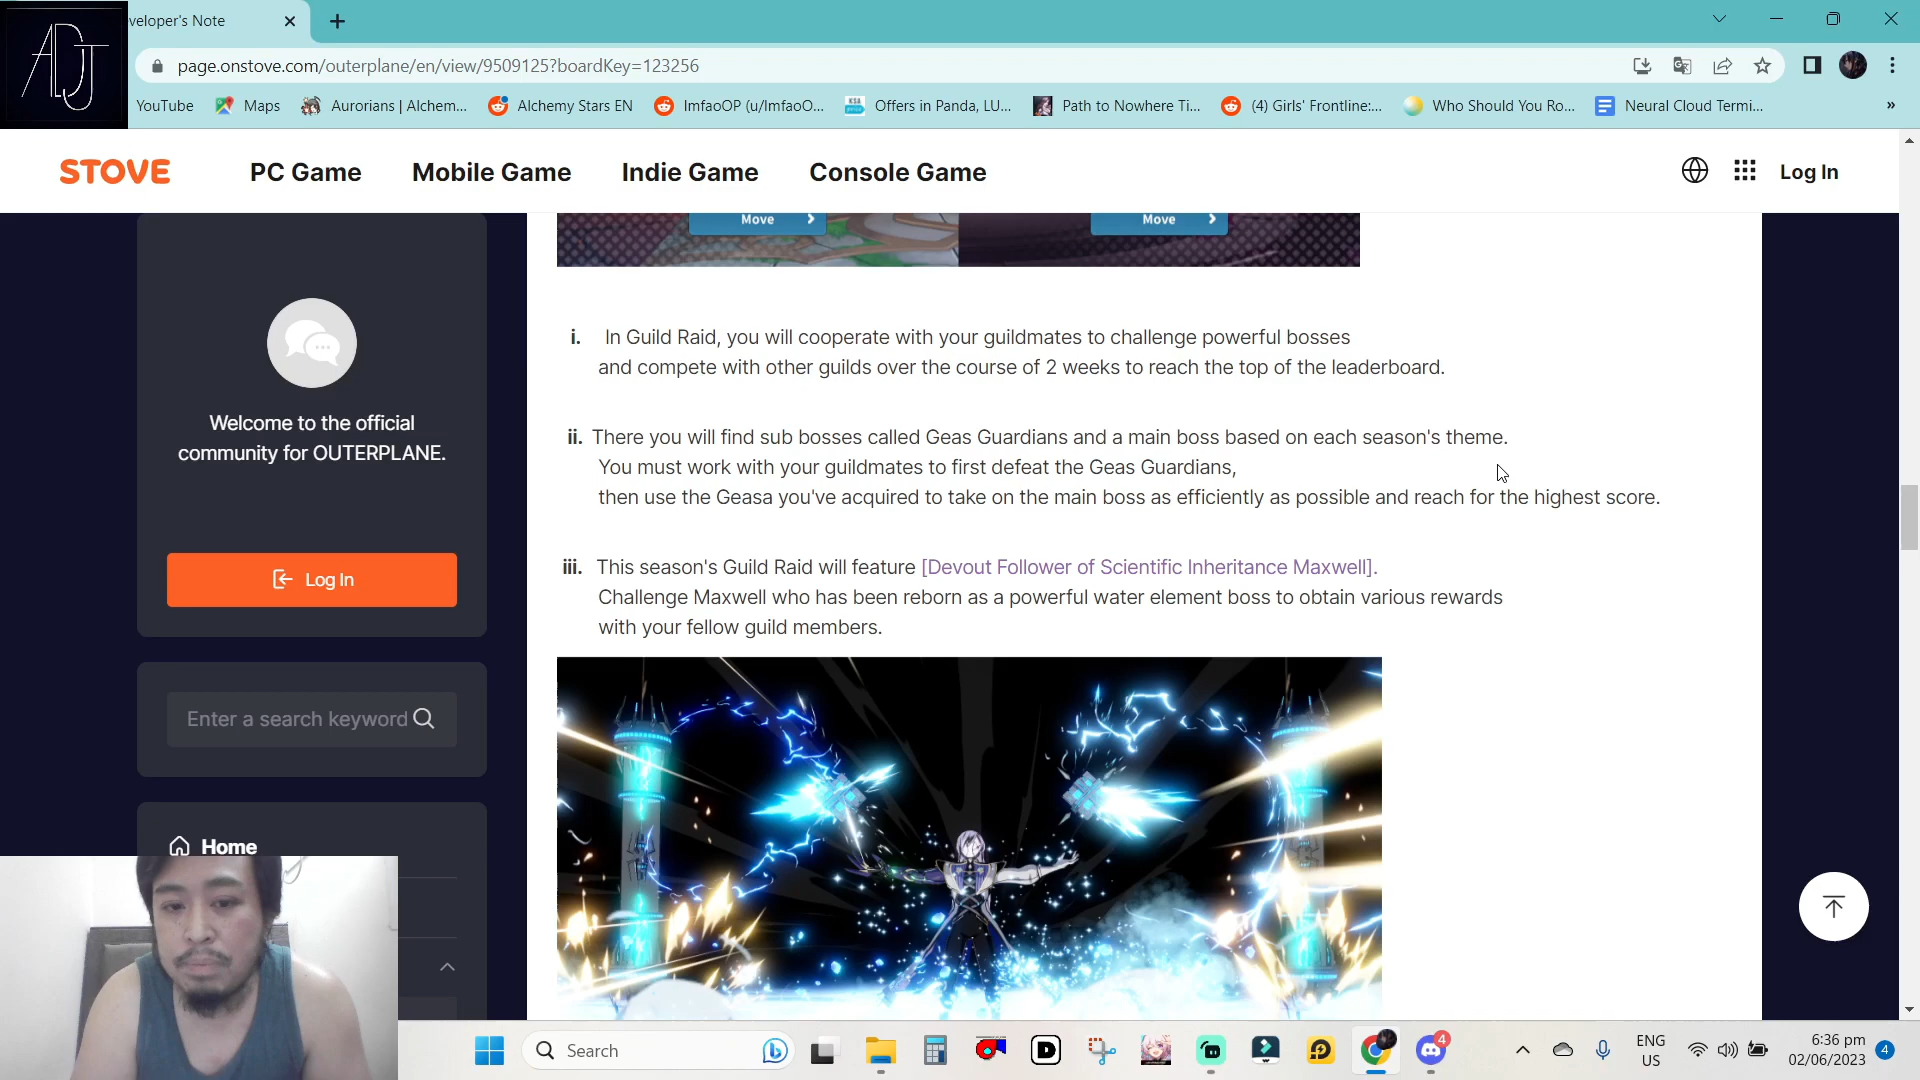 ADJ
veloper's Note
page.onstove.com/outerplane/en/view/9509125?boardKey=123256
YouTube
Maps
Aurorians | Alchem...
Alchemy Stars EN
lmfaoOP (u/lmfaoO...
Offers in Panda, LU...
Path to Nowhere Ti...
(4) Girls' Frontline:...
Who Should You Ro...
Neural Cloud Termi...
»
STOVE
PC Game
Mobile Game
Indie Game
Console Game
Log In
Move
Move
i. In Guild Raid, you will cooperate with your guildmates to challenge powerful bosses
and compete with other guilds over the course of 2 weeks to reach the top of the leaderboard.
ii. There you will find sub bosses called Geas Guardians and a main boss based on each season's theme.
You must work with your guildmates to first defeat the Geas Guardians,
then use the Geasa you've acquired to take on the main boss as efficiently as possible and reach for the highest score.
iii. This season's Guild Raid will feature [Devout Follower of Scientific Inheritance Maxwell].
Challenge Maxwell who has been reborn as a powerful water element boss to obtain various rewards
with your fellow guild members.
Welcome to the official
community for OUTERPLANE.
Log In
Enter a search keyword
Home
Search
4
ENG
US
6:36 pm
02/06/2023
4